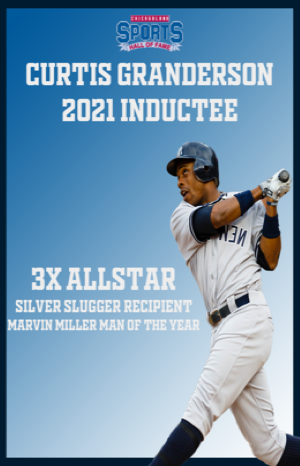 CHICAGOLAND
SPORTS
HALL OF FAME
CURTIS GRANDERSON
2021 INDUCTEE
NEW
3X ALLSTAR
SILVER SLUGGER RECIPIENT
MARVIN MILLER MAN OF THE YEAR